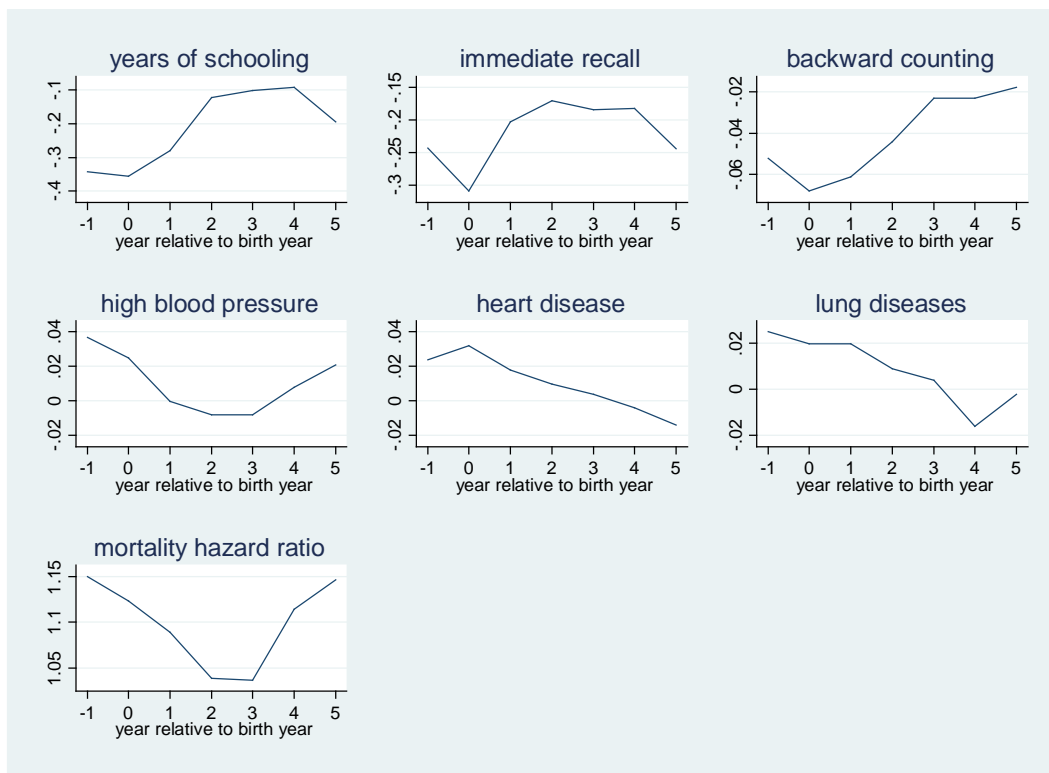 years of schooling
-.1
-.2
-.3
-.4
-1 0 1 2 3 4 5
year relative to birth year
immediate recall
-.15
-.2
-.25
-.3
-1 0 1 2 3 4 5
year relative to birth year
backward counting
-.02
-.04
-.06
-1 0 1 2 3 4 5
year relative to birth year
high blood pressure
.04
.02
0
-.02
-1 0 1 2 3 4 5
year relative to birth year
heart disease
.04
.02
0
-.02
-1 0 1 2 3 4 5
year relative to birth year
lung diseases
.02
0
-.02
-1 0 1 2 3 4 5
year relative to birth year
mortality hazard ratio
1.15
1.1
1.05
-1 0 1 2 3 4 5
year relative to birth year